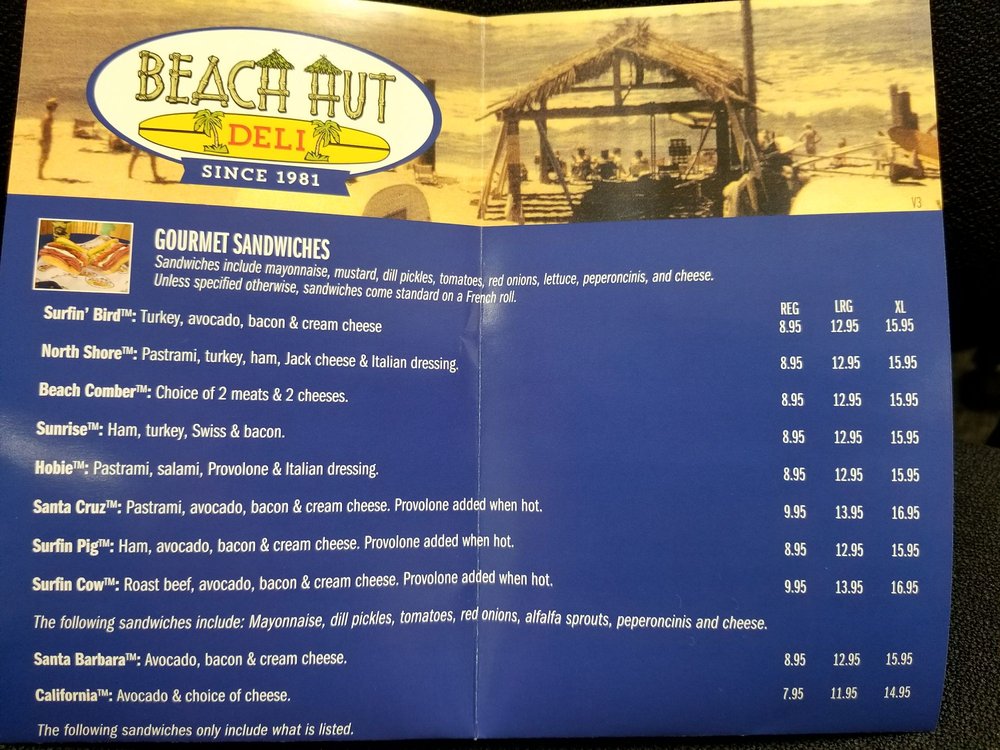 BEACH HUT
DELI
SINCE 1981
V3
GOURMET SANDWICHES
Sandwiches include mayonnaise, mustard, dill pickles, tomatoes, red onions, lettuce, peperoncinis, and cheese.
Unless specified otherwise, sandwiches come standard on a French roll.
REG LRG XL
Surfin' Bird™: Turkey, avocado, bacon & cream cheese 8.95 12.95 15.95
North Shore™: Pastrami, turkey, ham, Jack cheese & Italian dressing. 8.95 12.95 15.95
Beach Comber™: Choice of 2 meats & 2 cheeses. 8.95 12.95 15.95
Sunrise™: Ham, turkey, Swiss & bacon. 8.95 12.95 15.95
Hobie™: Pastrami, salami, Provolone & Italian dressing. 8.95 12.95 15.95
Santa Cruz™: Pastrami, avocado, bacon & cream cheese. Provolone added when hot. 9.95 13.95 16.95
Surfin Pig™: Ham, avocado, bacon & cream cheese. Provolone added when hot. 8.95 12.95 15.95
Surfin Cow™: Roast beef, avocado, bacon & cream cheese. Provolone added when hot. 9.95 13.95 16.95
The following sandwiches include: Mayonnaise, dill pickles, tomatoes, red onions, alfalfa sprouts, peperoncinis and cheese.
Santa Barbara™: Avocado, bacon & cream cheese. 8.95 12.95 15.95
California™: Avocado & choice of cheese. 7.95 11.95 14.95
The following sandwiches only include what is listed.